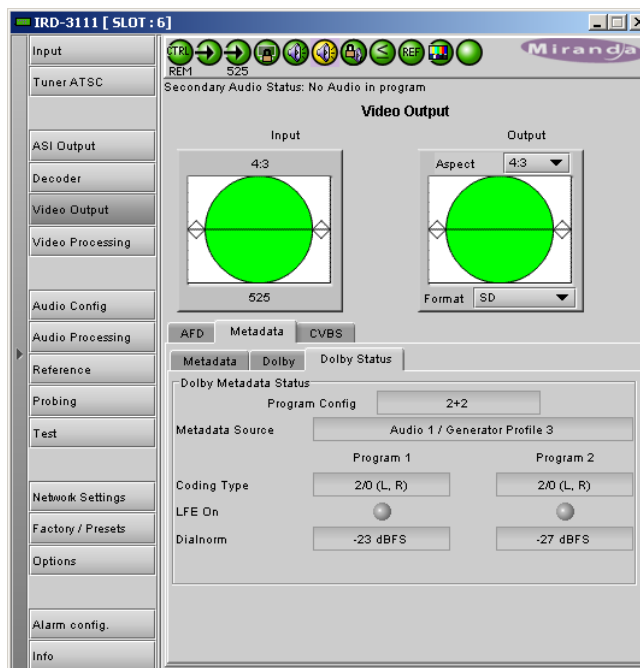 IRD-3111 [ SLOT : 6]
Input
Tuner ATSC
ASI Output
Decoder
Video Output
Video Processing
Audio Config
Audio Processing
Reference
Probing
Test
Network Settings
Factory / Presets
Options
Alarm config.
Info
CTRL
REF
Miranda
REM
525
Secondary Audio Status: No Audio in program
Video Output
Input
Output
4:3
Aspect
4:3
525
Format
SD
AFD
Metadata
CVBS
Metadata
Dolby
Dolby Status
Dolby Metadata Status
Program Config
2+2
Metadata Source
Audio 1 / Generator Profile 3
Program 1
Program 2
Coding Type
2/0 (L, R)
2/0 (L, R)
LFE On
Dialnorm
-23 dBFS
-27 dBFS